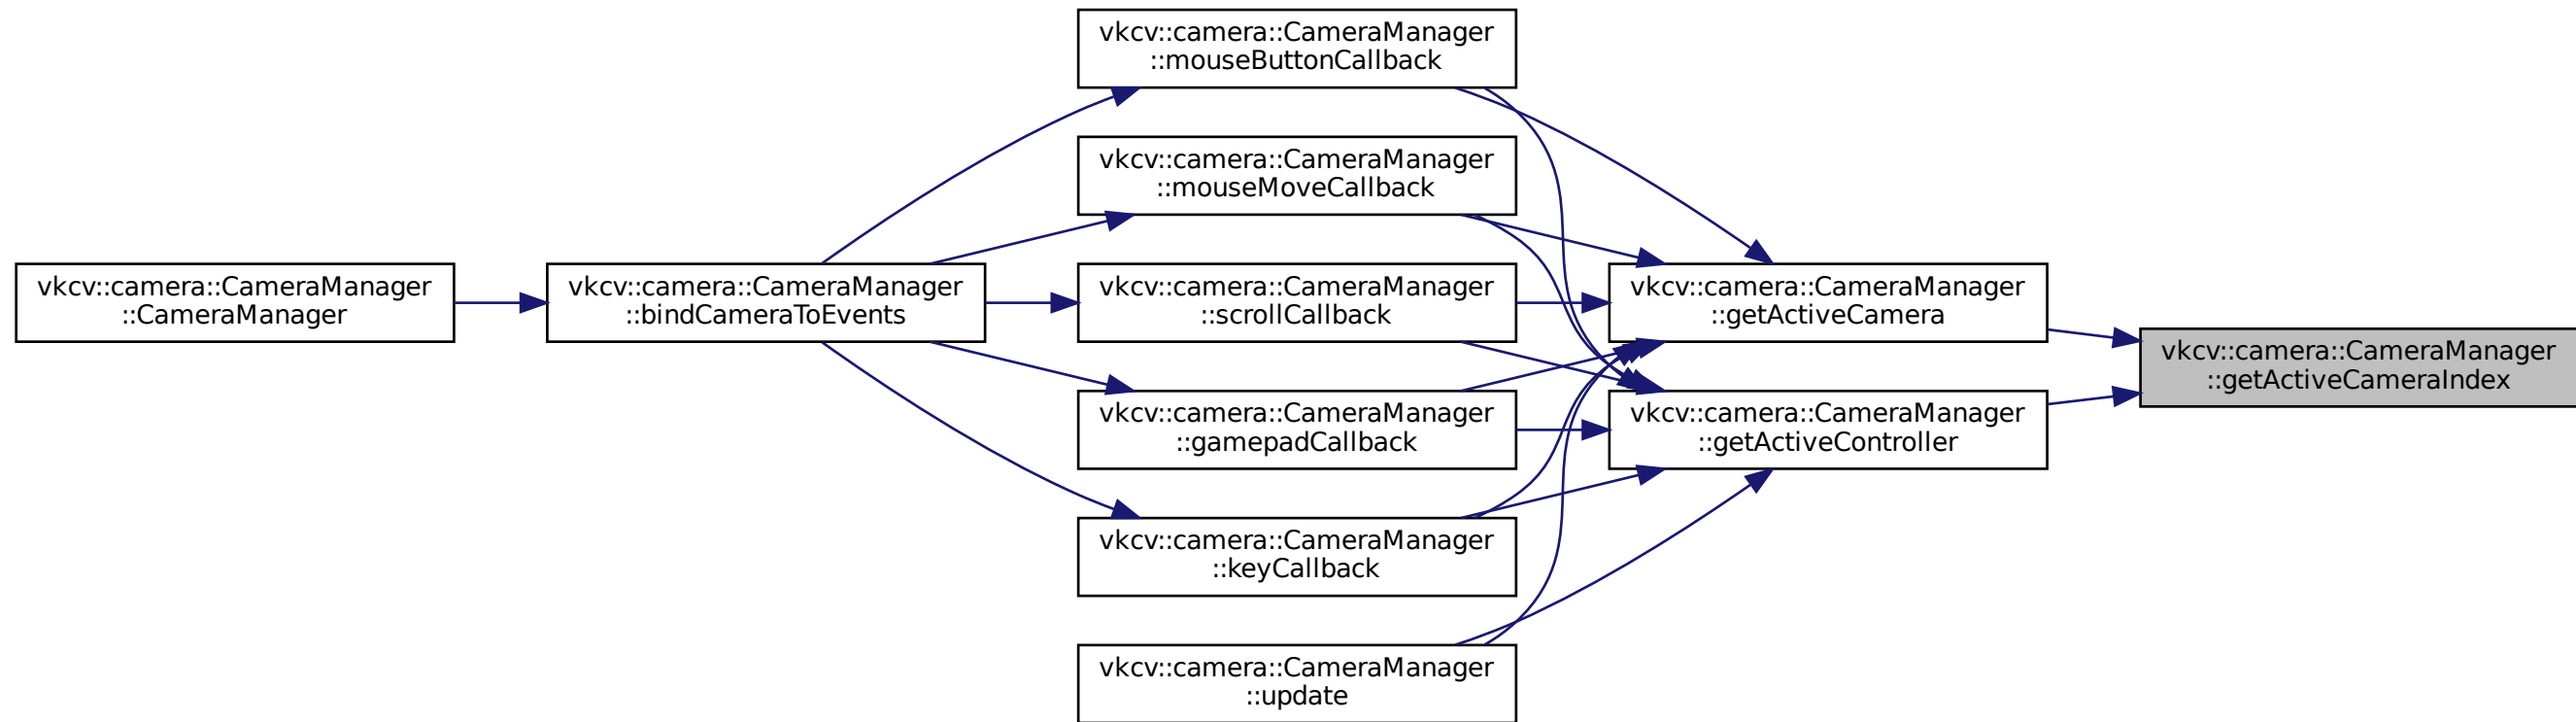 vkcv::camera::CameraManager
::mouseButtonCallback
vkcv::camera::CameraManager
::mouseMoveCallback
vkcv::camera::CameraManager
::CameraManager
vkcv::camera::CameraManager
::bindCameraToEvents
vkcv::camera::CameraManager
::scrollCallback
vkcv::camera::CameraManager
::getActiveCamera
vkcv::camera::CameraManager
::getActiveCameraIndex
vkcv::camera::CameraManager
::gamepadCallback
vkcv::camera::CameraManager
::getActiveController
vkcv::camera::CameraManager
::keyCallback
vkcv::camera::CameraManager
::update